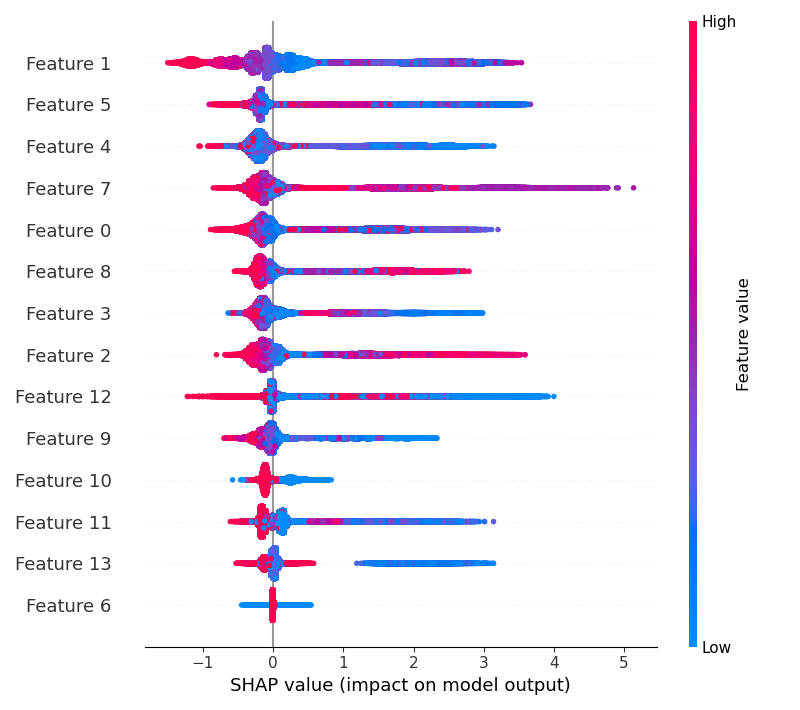 High
Feature 1
Feature 5
Feature 4
Feature 7
Feature 0
Feature 8
Feature 3
Feature 2
Feature 12
Feature 9
Feature 10
Feature 11
Feature 13
Feature 6
Feature value
Low
−1 0 1 2 3 4 5
SHAP value (impact on model output)